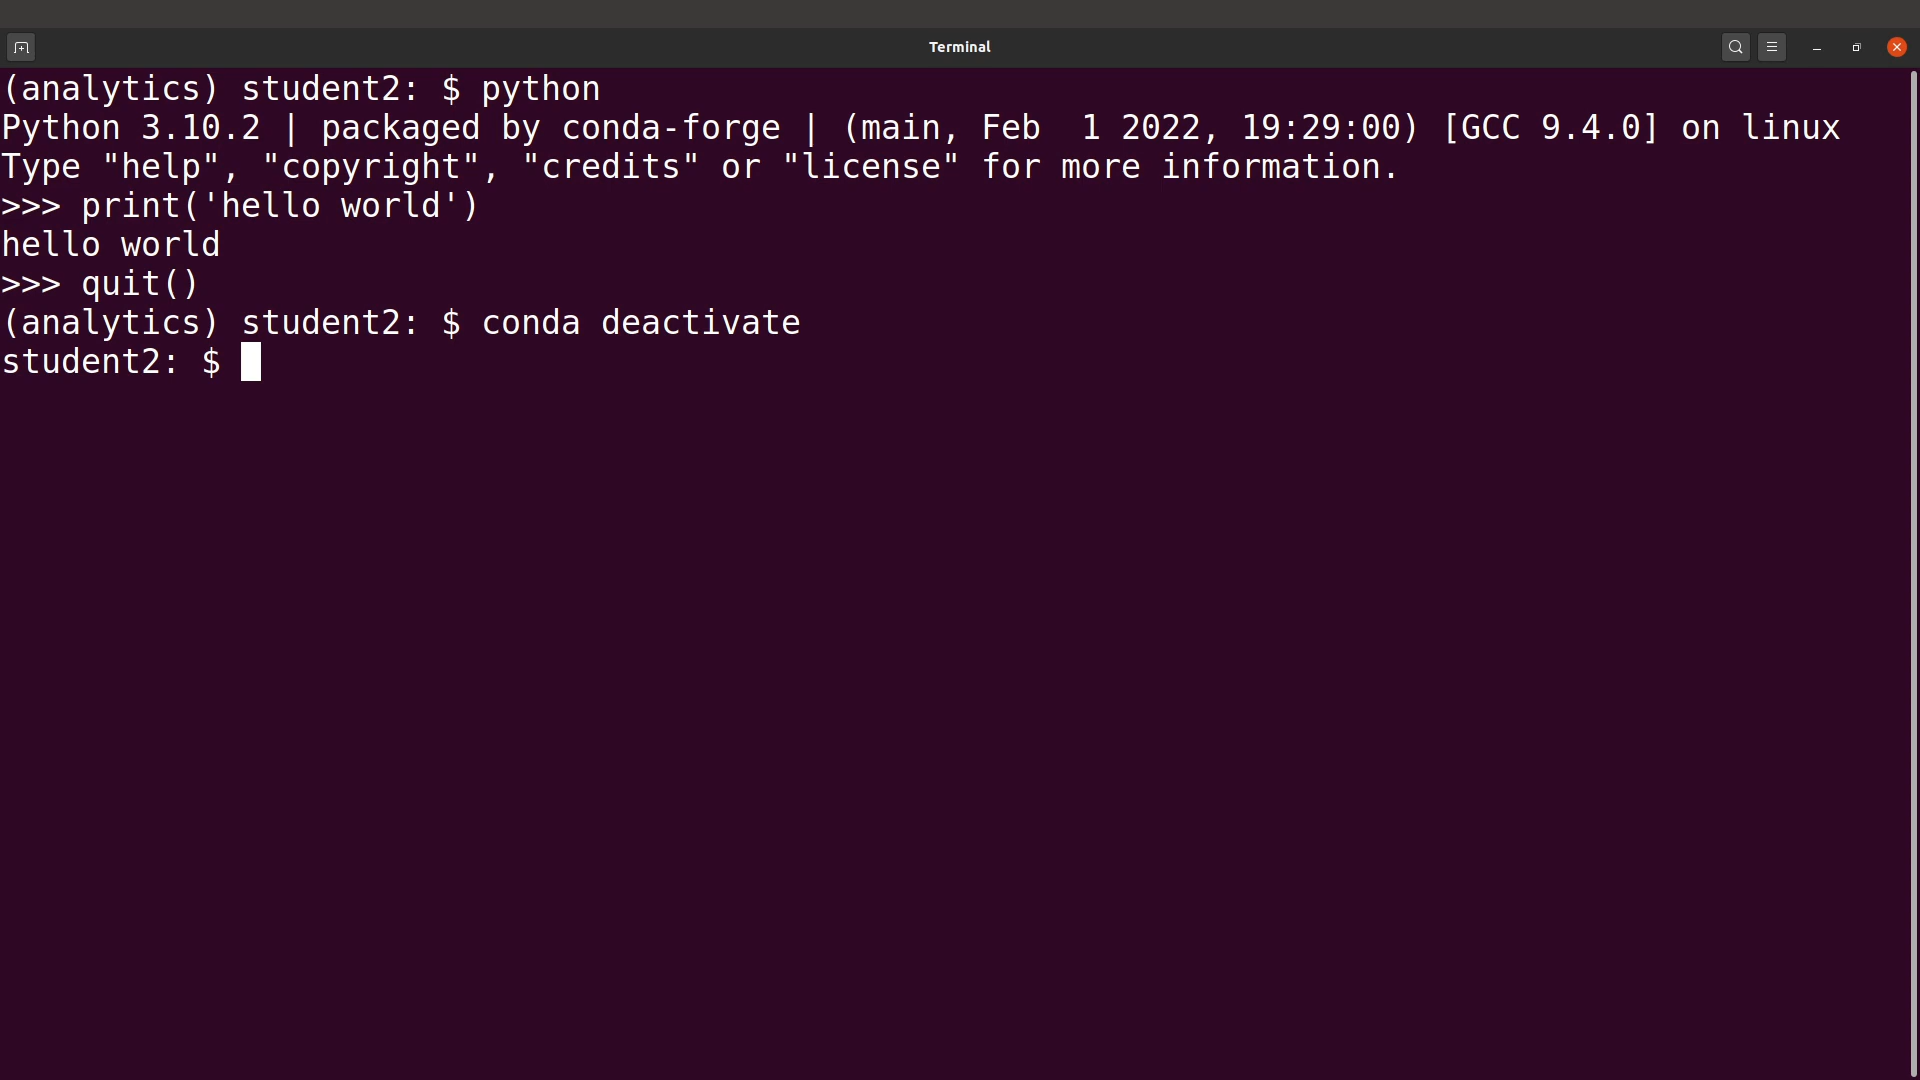 Terminal
(analytics) student2: $ python
Python 3.10.2 | packaged by conda-forge | (main, Feb  1 2022, 19:29:00) [GCC 9.4.0] on linux
Type "help", "copyright", "credits" or "license" for more information.
>>> print('hello world')
hello world
>>> quit()
(analytics) student2: $ conda deactivate
student2: $